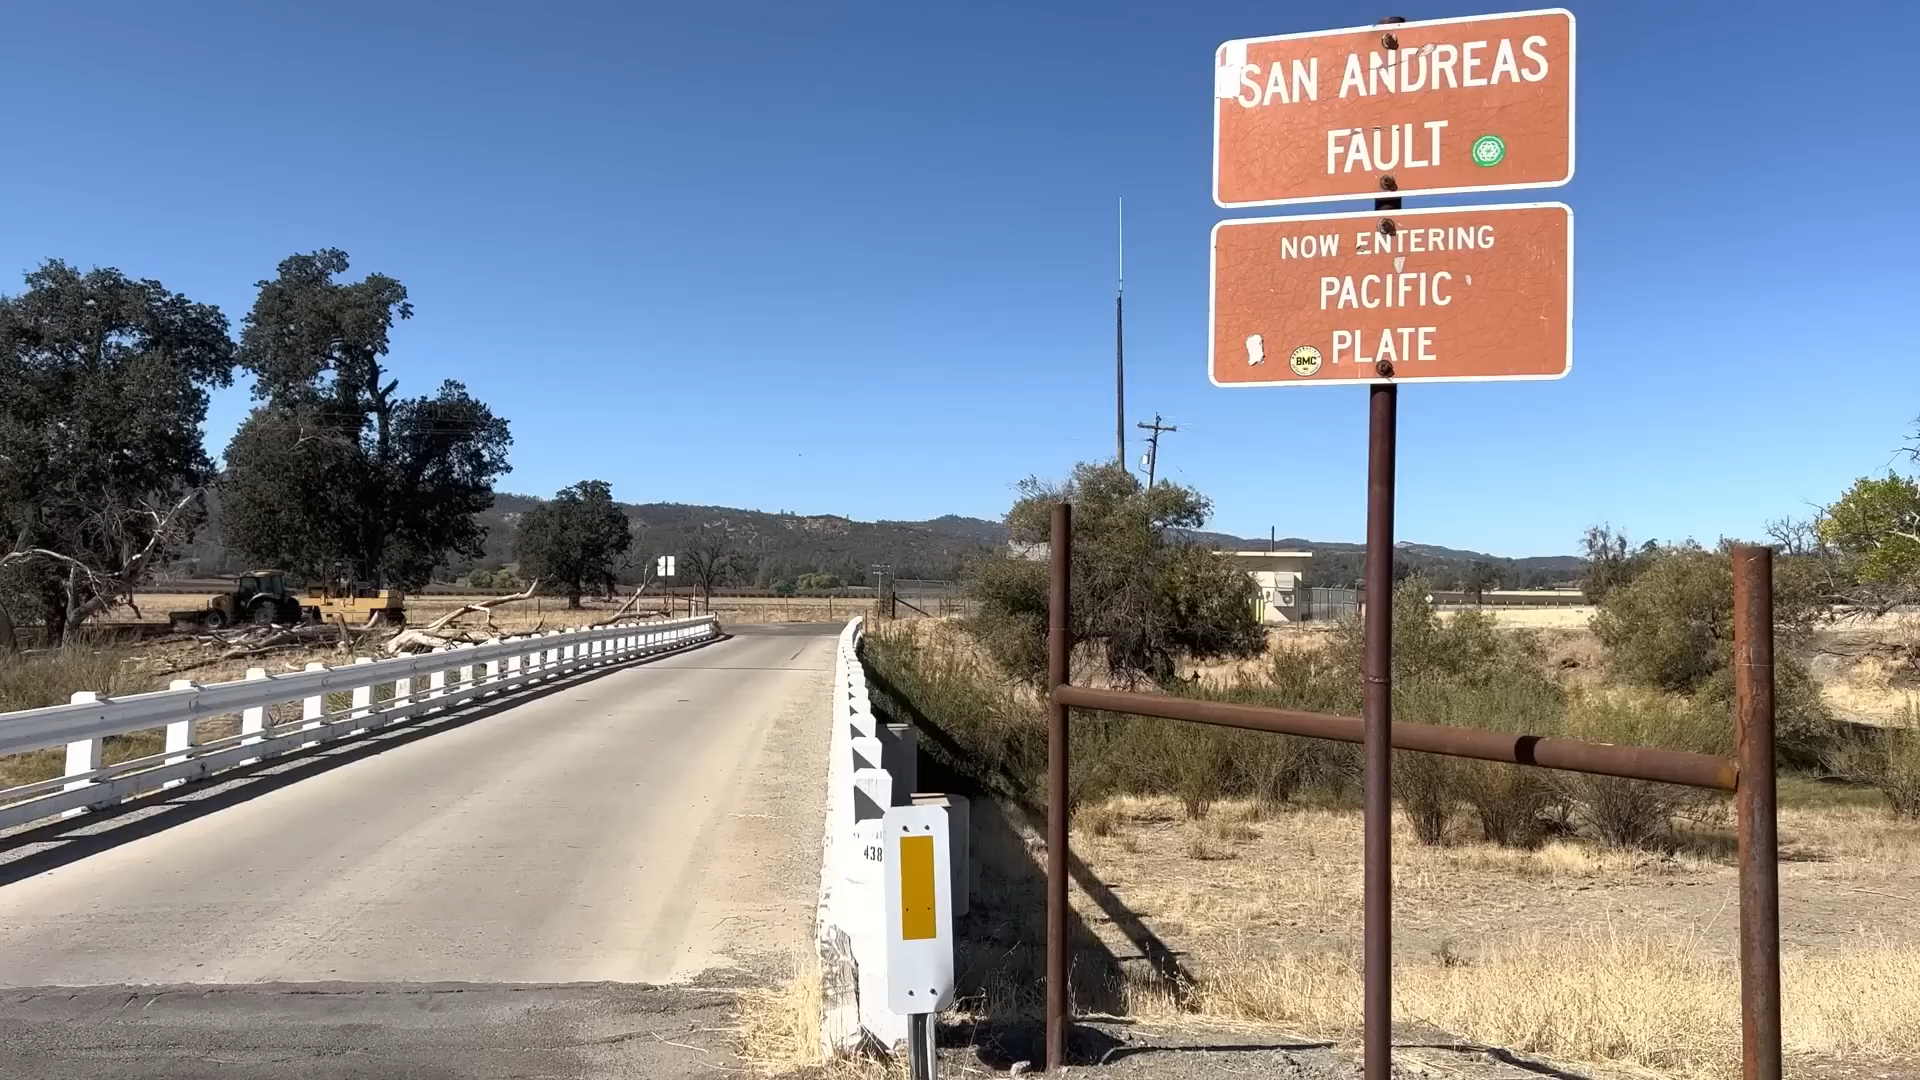 SAN ANDREAS
FAULT
NOW ENTERING
PACIFIC
PLATE
BMC
438